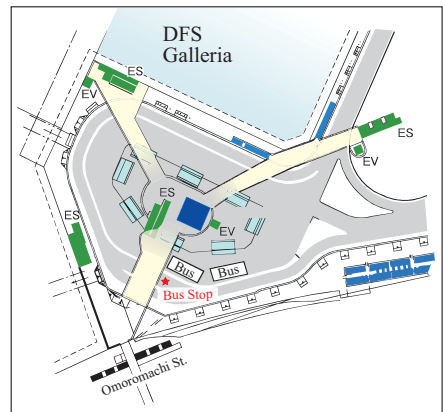 DFS
Galleria
ES
EV
ES
EV
ES
EV
ES
Bus
Bus
Bus Stop
Omoromachi St.